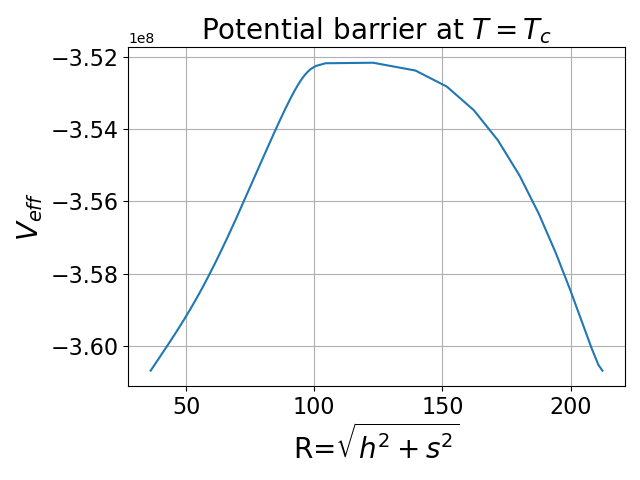 Potential barrier at T = T_c
1e8
−3.52
−3.54
−3.56
−3.58
−3.60
V_eff
50 100 150 200
R=√h² + s²